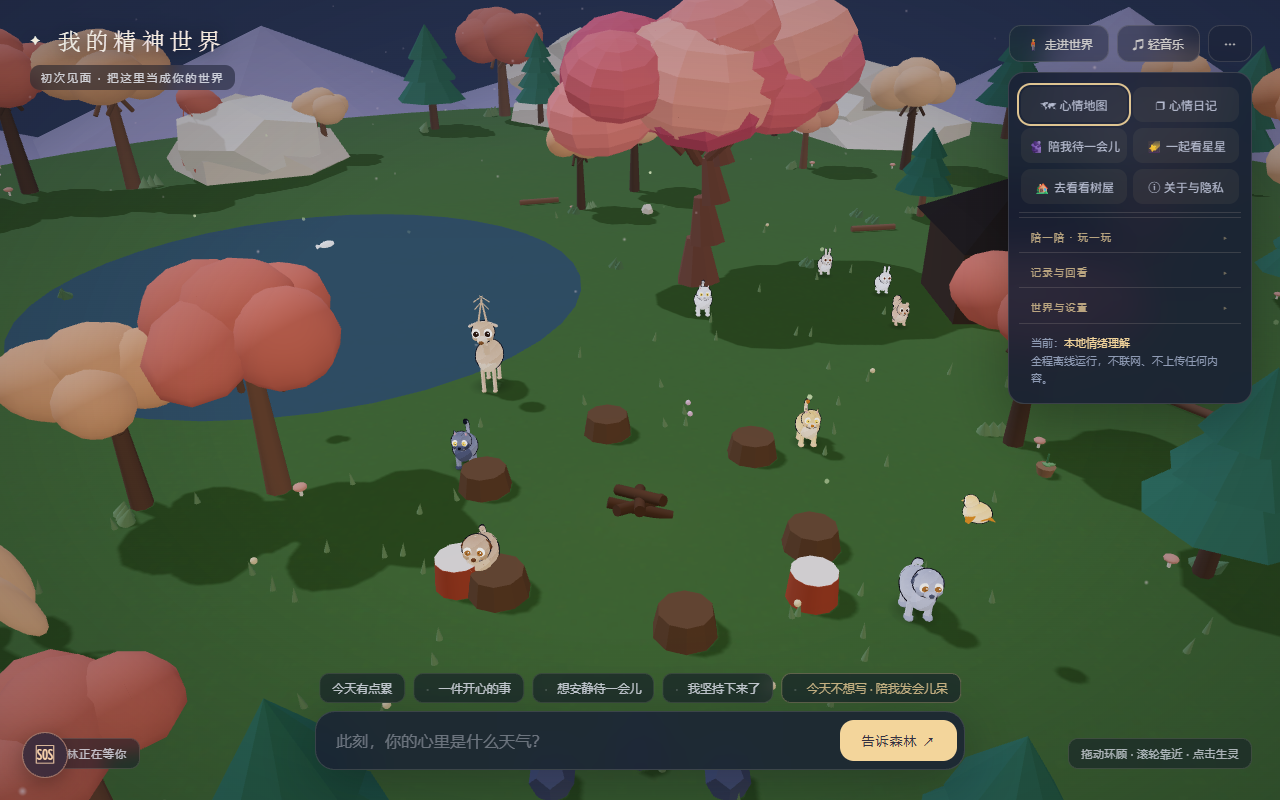 我的精神世界
初次见面 · 把这里当成你的世界
走进世界
轻音乐
...
心情地图
心情日记
陪我待一会儿
一起看星星
去看看树屋
关于与隐私
陪一陪 · 玩一玩
记录与回看
世界与设置
当前: 本地情绪理解
全程离线运行，不联网、不上传任何内
容。
今天有点累
· 一件开心的事
· 想安静待一会儿
· 我坚持下来了
· 今天不想写 · 陪我发会儿呆
此刻，你的心里是什么天气？
告诉森林 ↗
SOS
林正在等你
拖动环顾 · 滚轮靠近 · 点击生灵